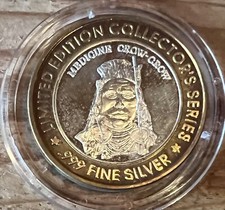 LIMITED EDITION COLLECTOR'S SERIES
MEDICINE CROW-CROW
.999 FINE SILVER